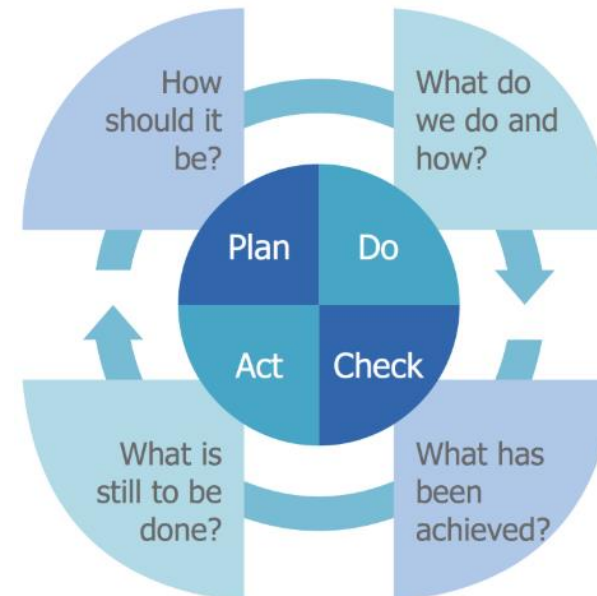 How
should it
be?
What do
we do and
how?
Plan
Do
Act
Check
What is
still to be
done?
What has
been
achieved?